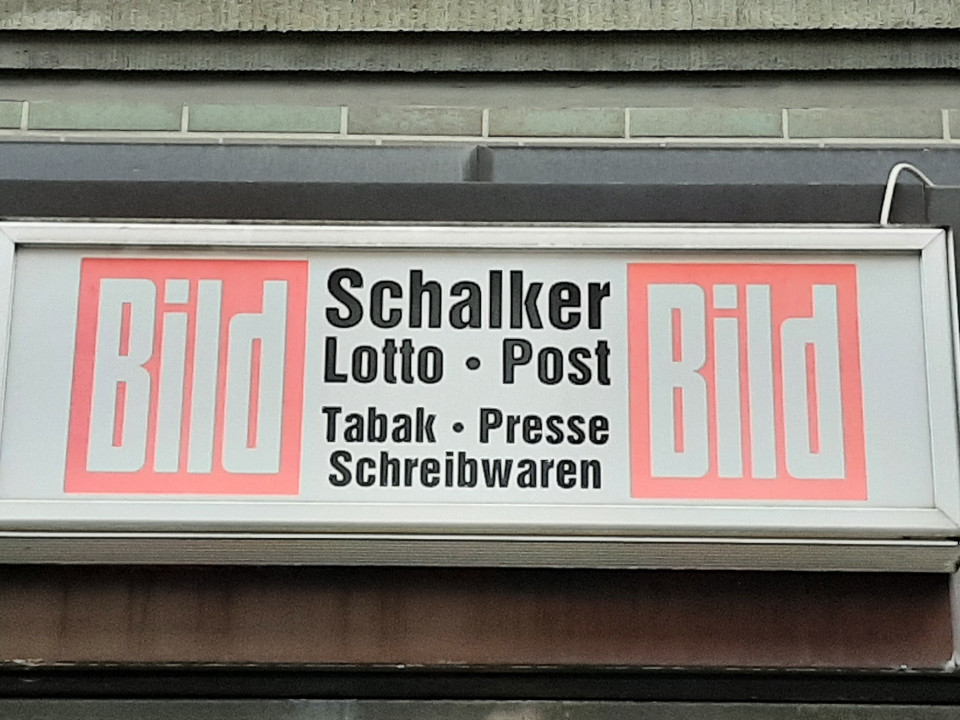 Bild
Schalker
Lotto • Post
Tabak • Presse
Schreibwaren
Bild